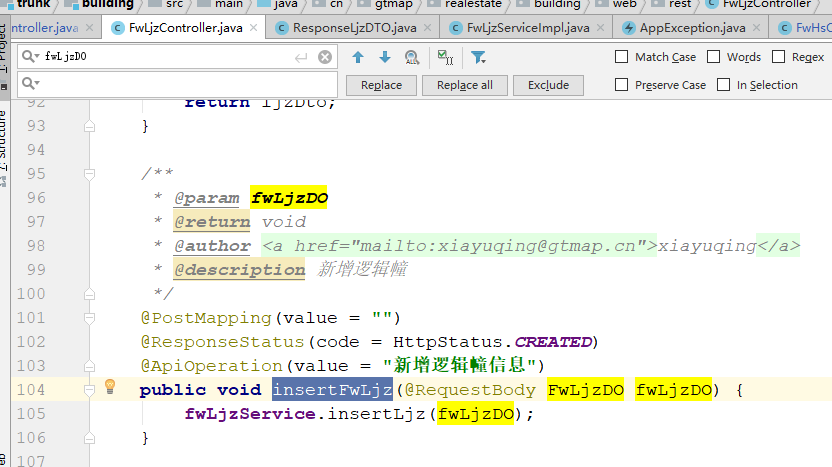 trunk building src main java cn gtmap realestate building web rest FwLjzController
ontroller.java FwLjzController.java ResponseLjzDTO.java FwLjzServiceImpl.java AppException.java FwHsC
fwLjzDO Match Case Words Regex
Replace Replace all Exclude Preserve Case In Selection
1: Project
7: Structure
92 return ljzDto;
93 }
94
95 /**
96 * @param fwLjzDO
97 * @return void
98 * @author <a href="mailto:xiayuqing@gtmap.cn">xiayuqing</a>
99 * @description 新增逻辑幢
100 */
101 @PostMapping(value = "")
102 @ResponseStatus(code = HttpStatus.CREATED)
103 @ApiOperation(value = "新增逻辑幢信息")
104 public void insertFwLjz(@RequestBody FwLjzDO fwLjzDO) {
105 fwLjzService.insertLjz(fwLjzDO);
106 }
107